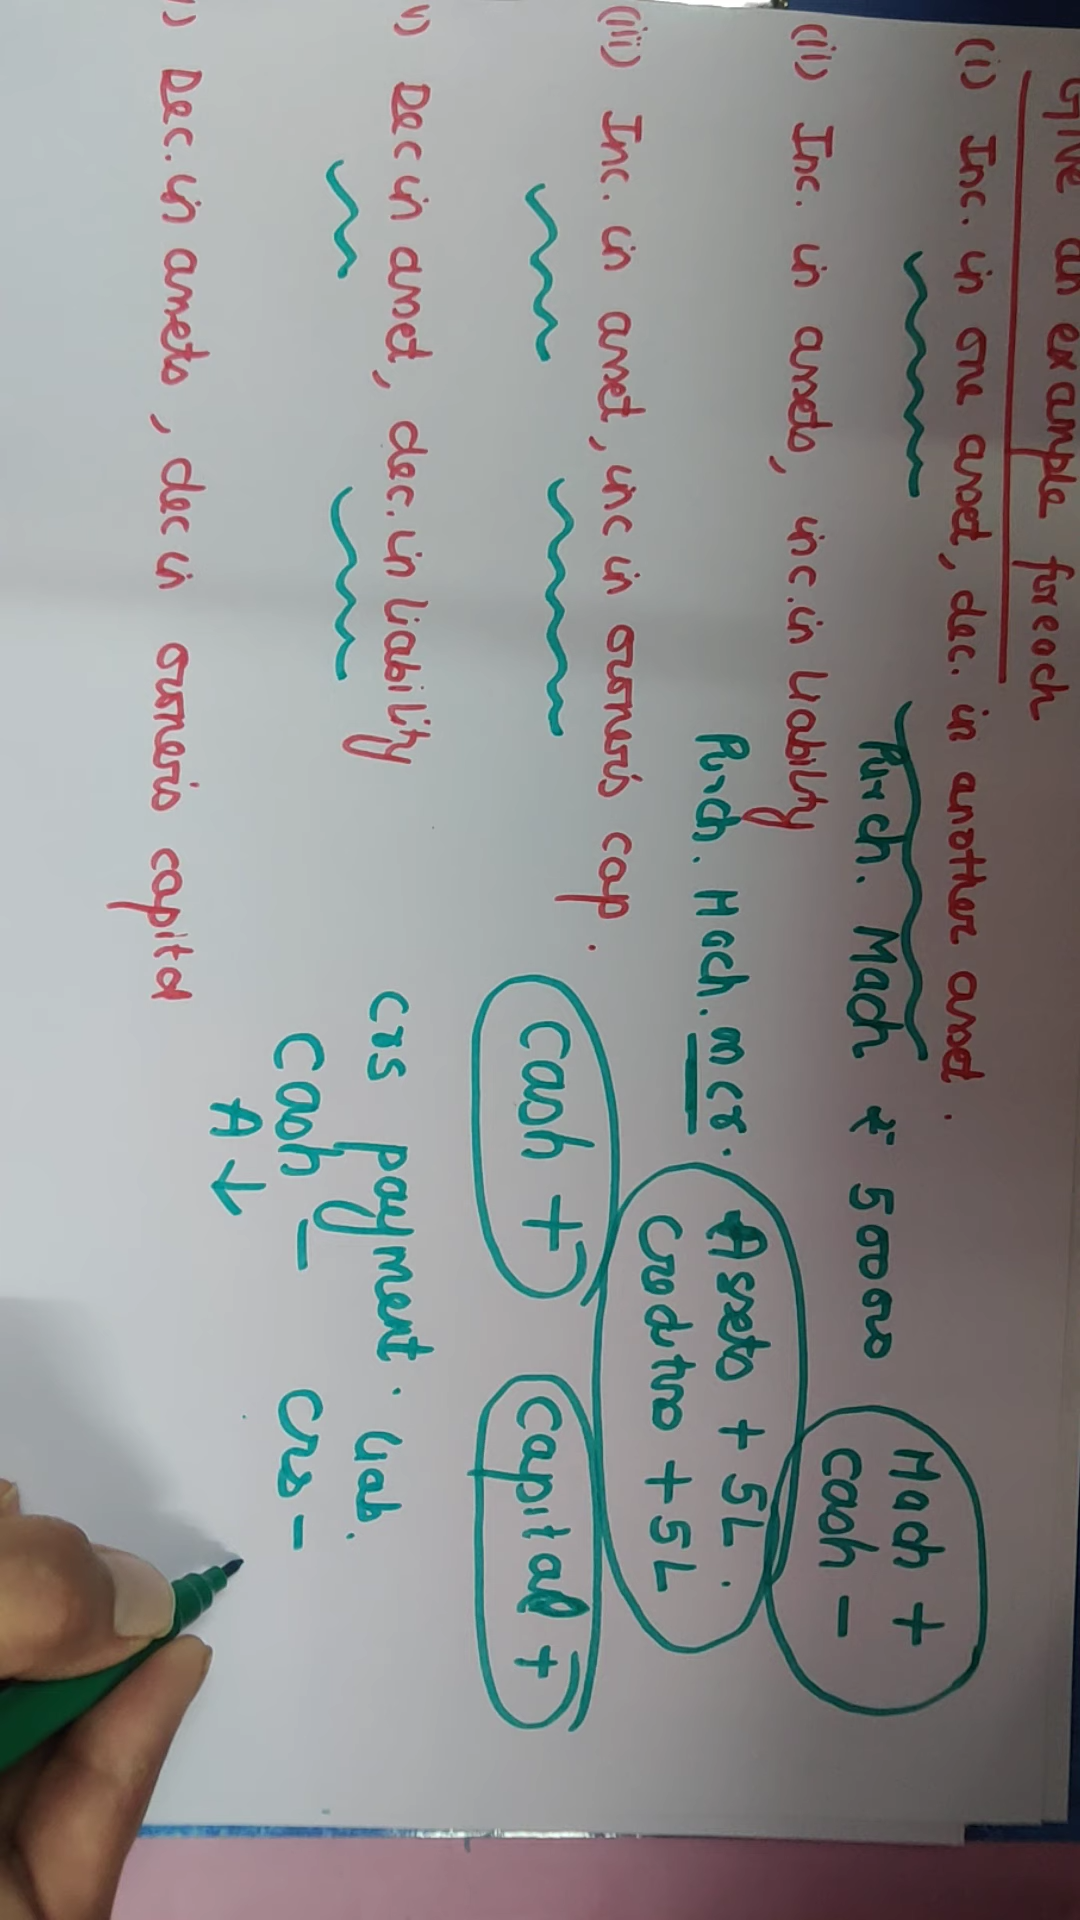 Give an example for each
(i) Inc. in one asset, dec. in another asset.
Purch. Mach ₹ 50000
Mach +
Cash -
(ii) Inc. in assets, inc. in liability
Purch. Mach. on cr.
Assets + 5L
Creditors + 5L
(iii) Inc. in asset, inc in owner's cap.
Cash + Capital +
v) Dec in asset, dec. in liability
Crs payment. liab.
Cash - Crs -
A ↓
) Dec. in assets, dec in owner's capital